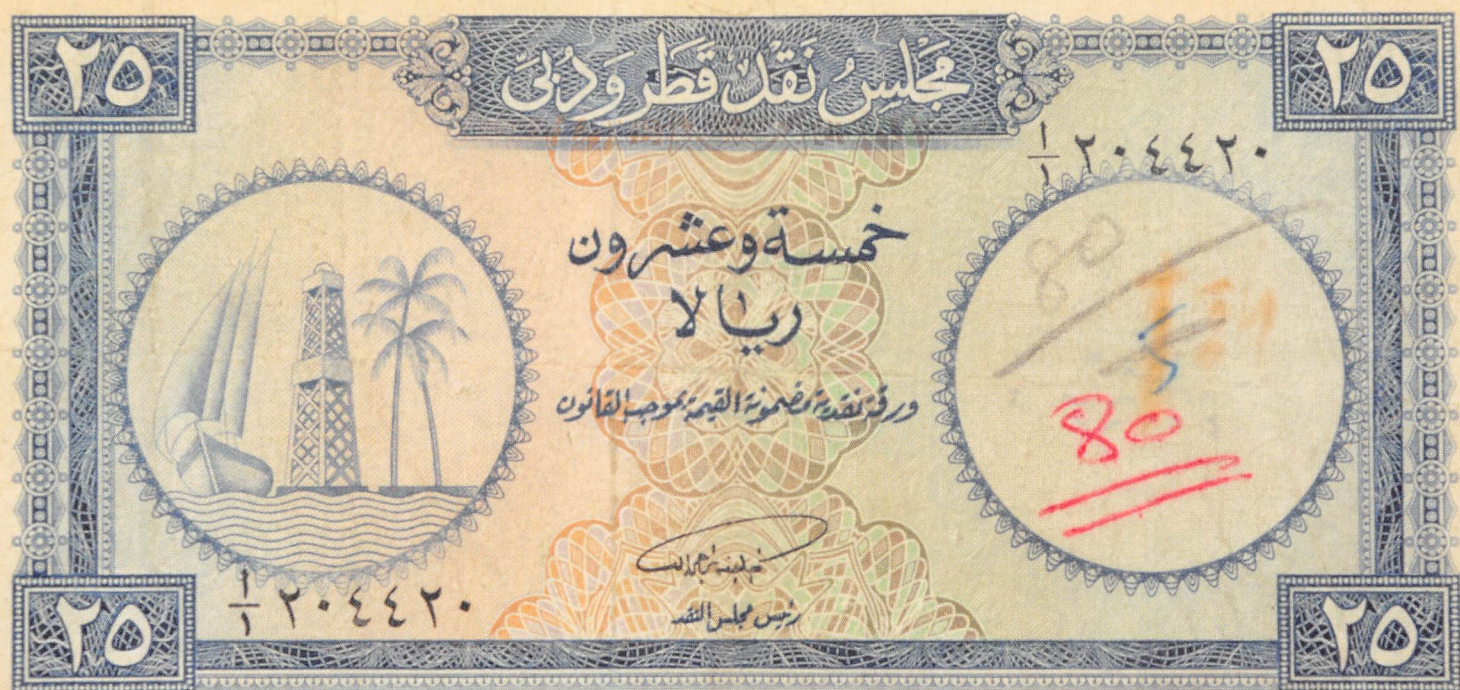 ٢٥
مجلس نقد قطر ودبي
٢٥
١/١ ٢٠٤٤٢٠
خمسة وعشرون
ريالا
ورقة نقدية مضمونة القيمة بموجب القانون
80
80
رئيس مجلس النقد
١/١ ٢٠٤٤٢٠
٢٥
٢٥